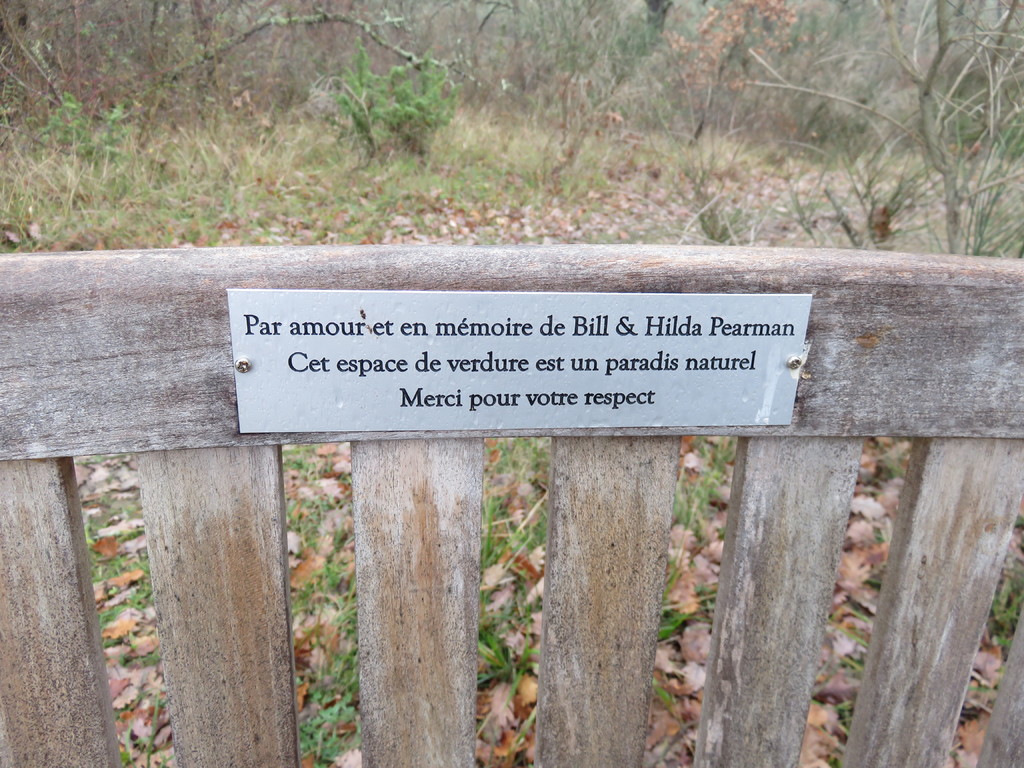 Par amour et en mémoire de Bill & Hilda Pearman
Cet espace de verdure est un paradis naturel
Merci pour votre respect